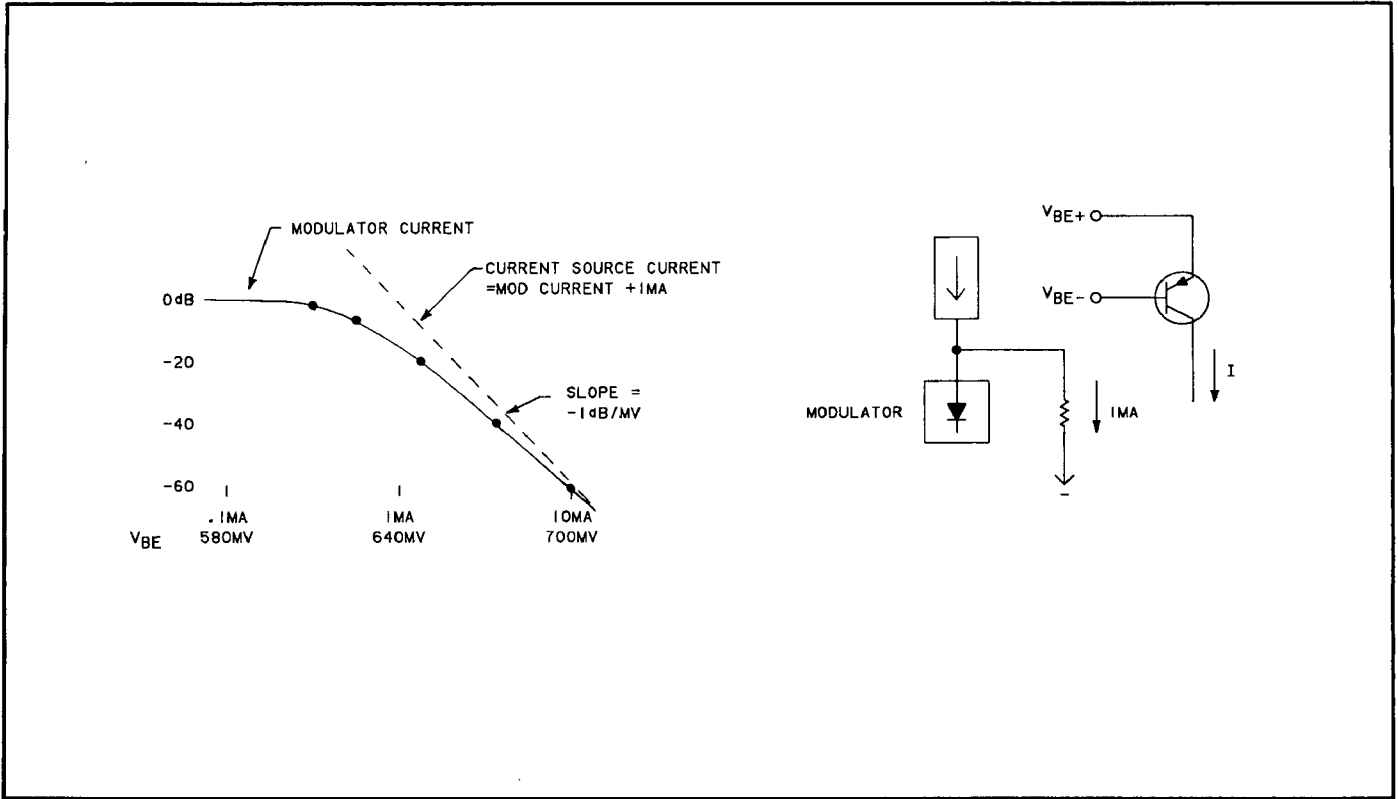 MODULATOR CURRENT
CURRENT SOURCE CURRENT
=MOD CURRENT +1MA
0dB
-20
-40
-60
SLOPE =
-1dB/MV
.1MA
1MA
10MA
VBE
580MV
640MV
700MV
VBE+
VBE-
I
MODULATOR
1MA
-